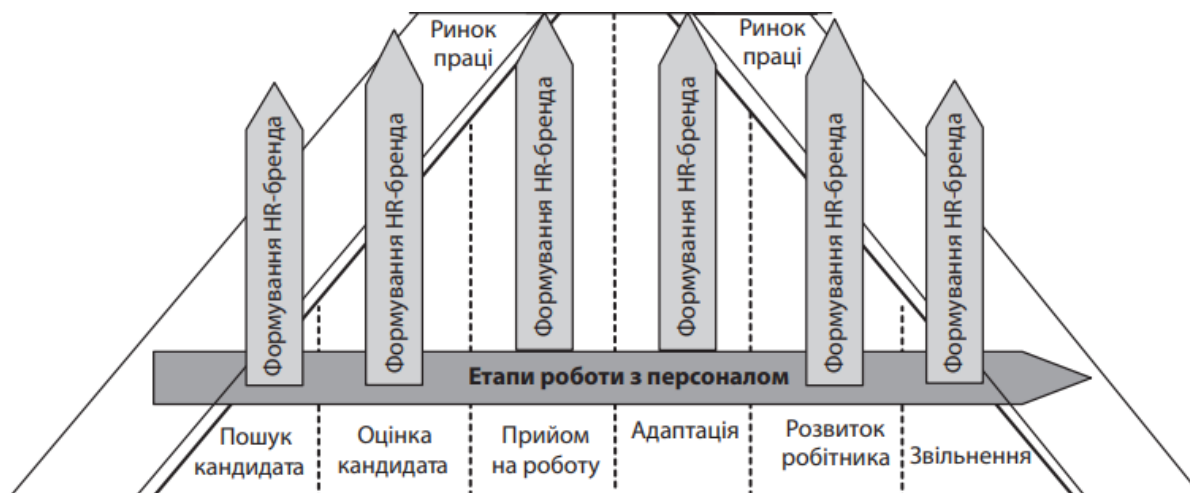 Ринок
праці
Ринок
праці
Формування HR-бренда
Формування HR-бренда
Формування HR-бренда
Формування HR-бренда
Формування HR-бренда
Формування HR-бренда
Етапи роботи з персоналом
Пошук
кандидата
Оцінка
кандидата
Прийом
на роботу
Адаптація
Розвиток
робітника
Звільнення